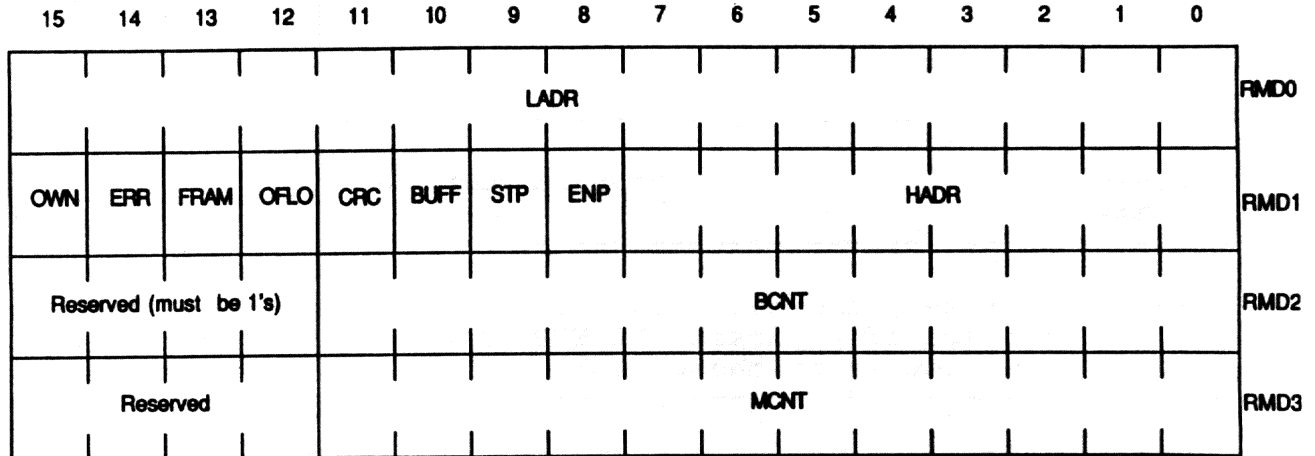 15 14 13 12 11 10 9 8 7 6 5 4 3 2 1 0
LADR RMD0
OWN ERR FRAM OFLO CRC BUFF STP ENP HADR RMD1
Reserved (must be 1's) BCNT RMD2
Reserved MCNT RMD3